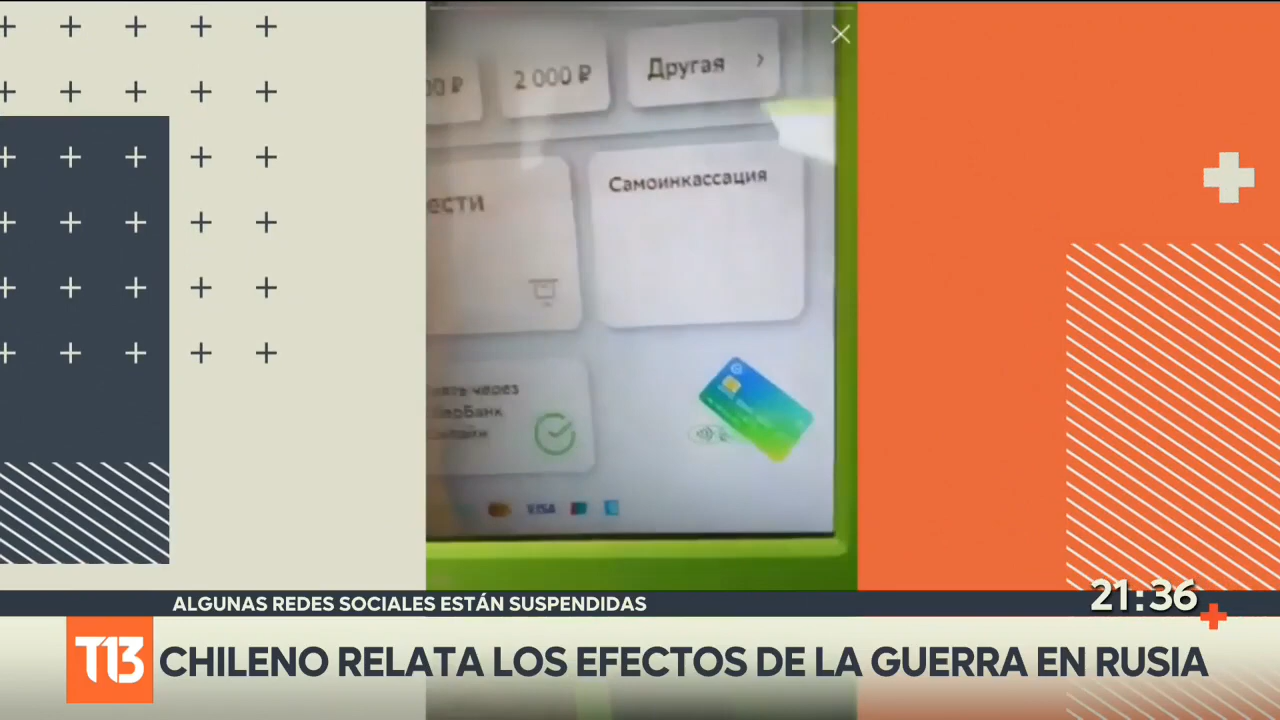 2 000 ₽
Другая
Самоинкассация
через
VISA
21:36
ALGUNAS REDES SOCIALES ESTÁN SUSPENDIDAS
T13
CHILENO RELATA LOS EFECTOS DE LA GUERRA EN RUSIA